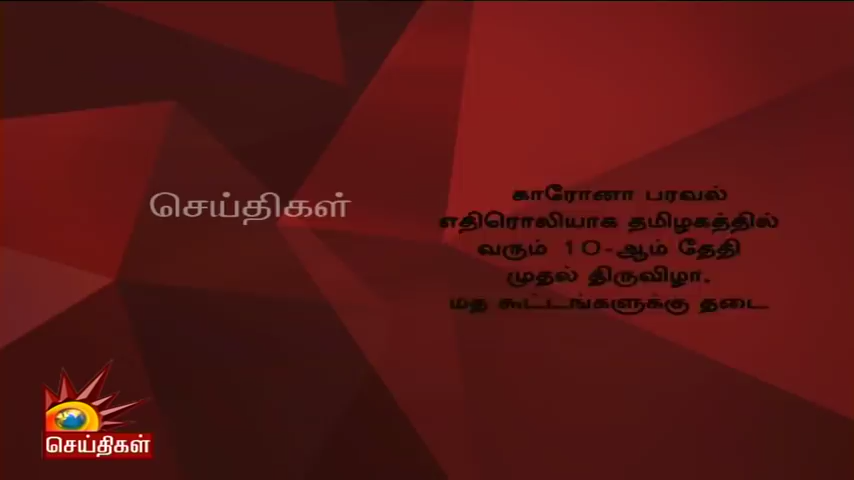 செய்திகள்
காரோனா பரவல்
எதிரொலியாக தமிழகத்தில்
வரும் 10-ஆம் தேதி
முதல் திருவிழா,
மத கூட்டங்களுக்கு தடை
செய்திகள்